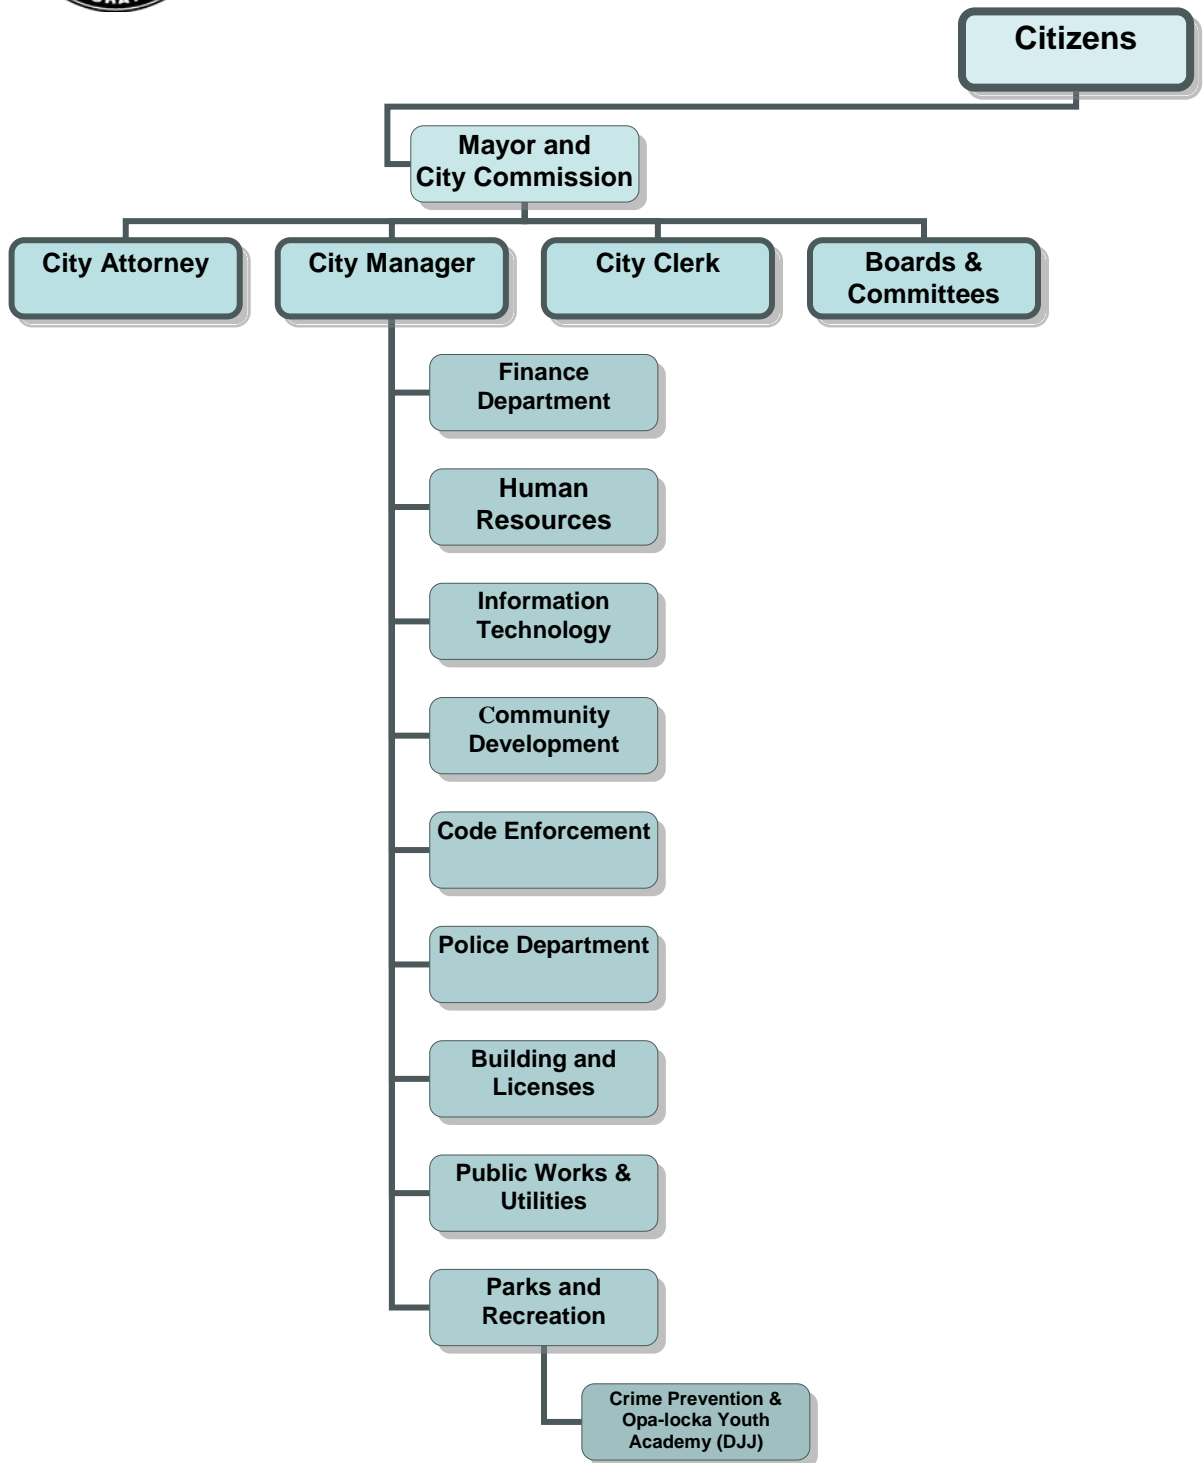 Citizens
Mayor and
City Commission
City Attorney
City Manager
City Clerk
Boards &
Committees
Finance
Department
Human
Resources
Information
Technology
Community
Development
Code Enforcement
Police Department
Building and
Licenses
Public Works &
Utilities
Parks and
Recreation
Crime Prevention &
Opa-locka Youth
Academy (DJJ)